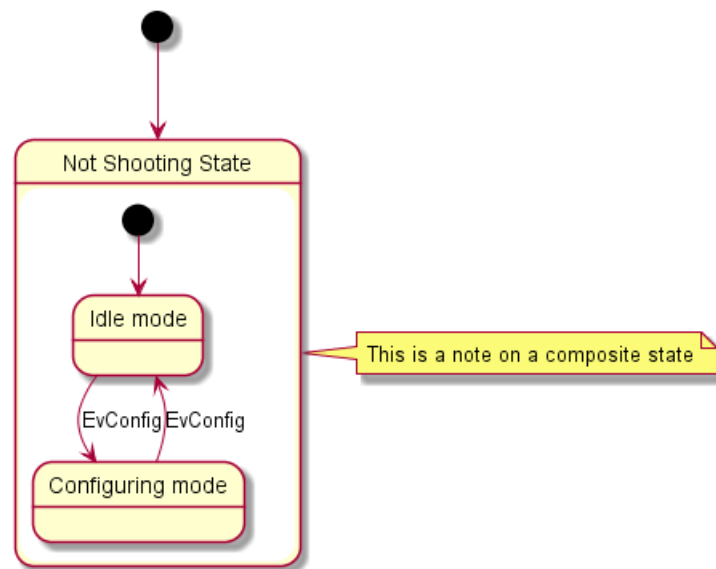 Not Shooting State
Idle mode
This is a note on a composite state
EvConfig
EvConfig
Configuring mode